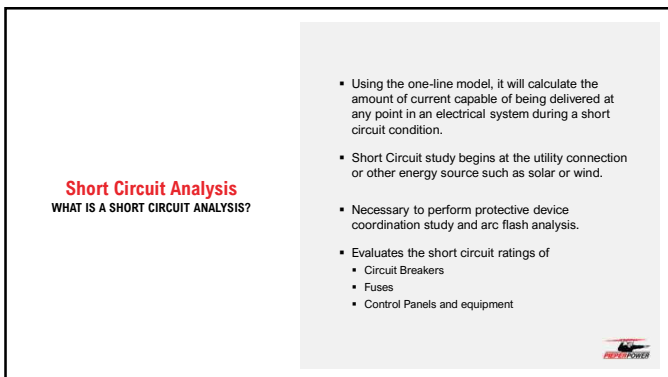 Short Circuit Analysis
WHAT IS A SHORT CIRCUIT ANALYSIS?
▪ Using the one-line model, it will calculate the
amount of current capable of being delivered at
any point in an electrical system during a short
circuit condition.
▪ Short Circuit study begins at the utility connection
or other energy source such as solar or wind.
▪ Necessary to perform protective device
coordination study and arc flash analysis.
▪ Evaluates the short circuit ratings of
▪ Circuit Breakers
▪ Fuses
▪ Control Panels and equipment
PIEPERPOWER